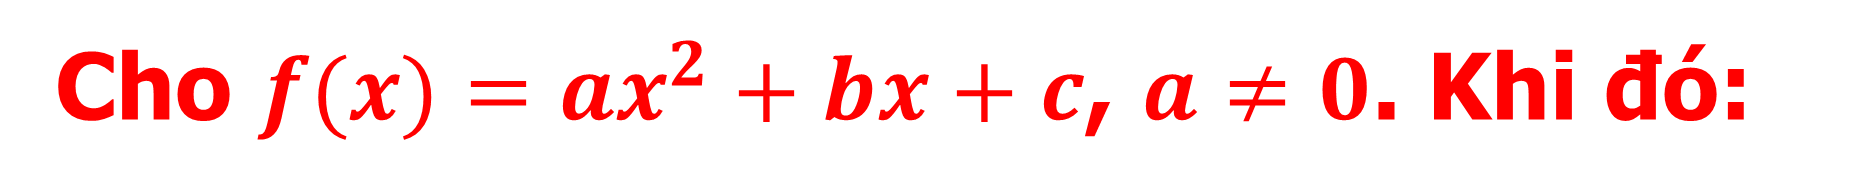 Cho f(x) = ax² + bx + c, a ≠ 0. Khi đó: